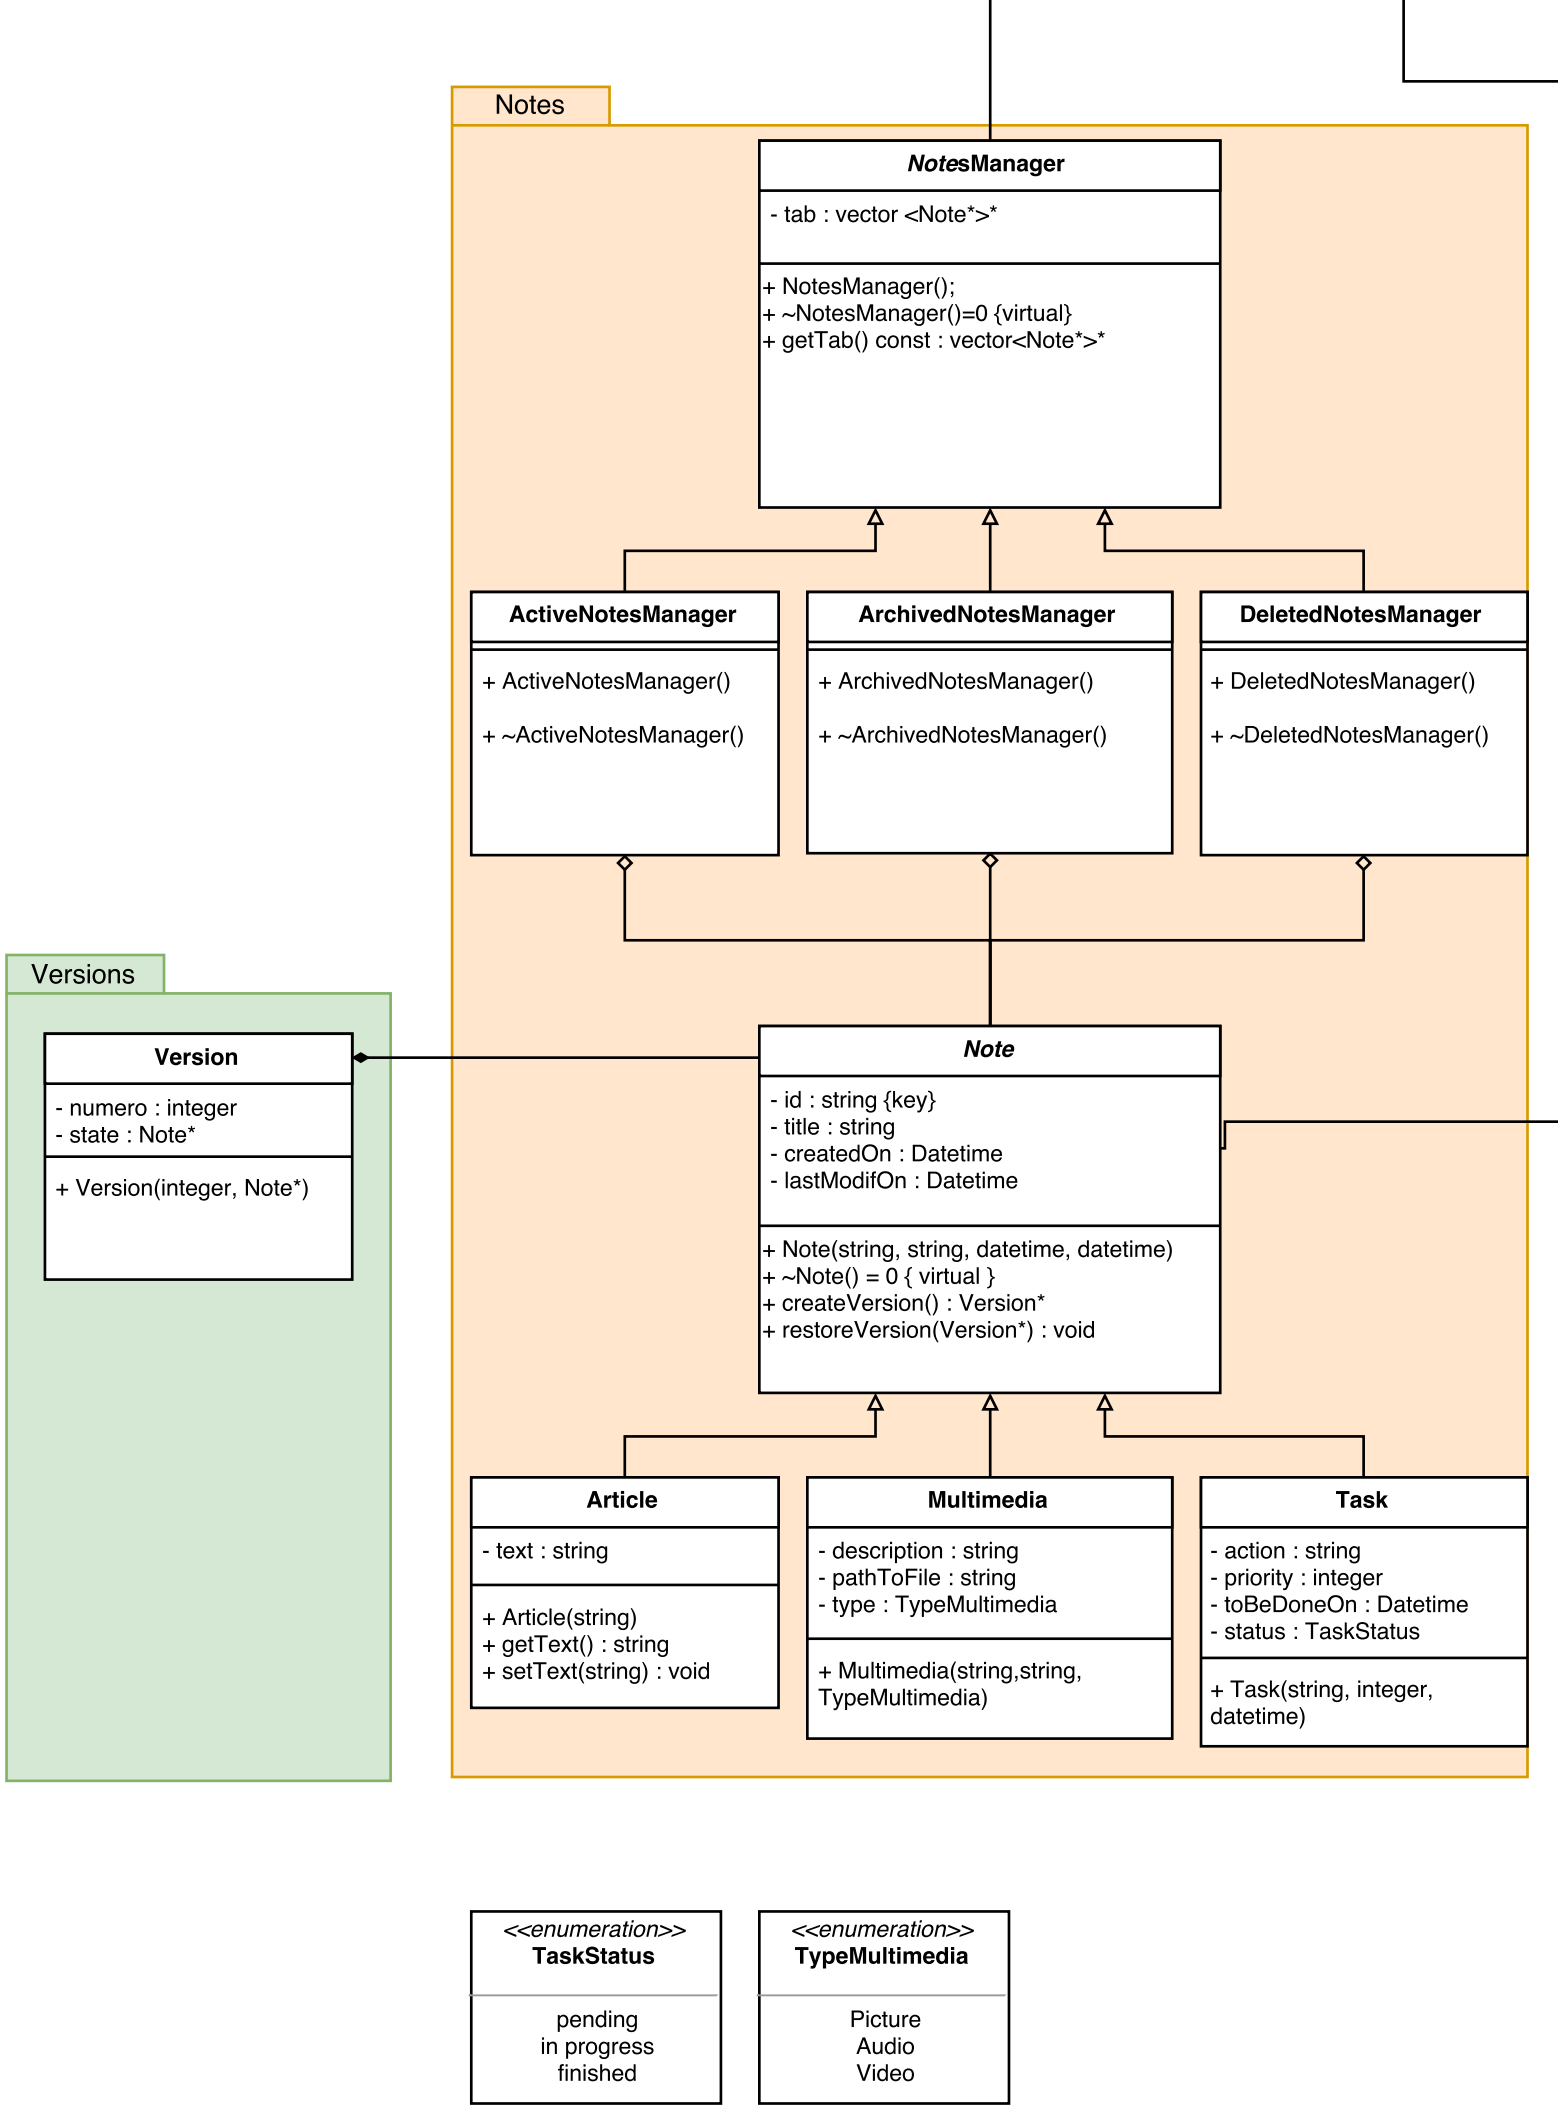 Notes
NotesManager
- tab : vector <Note*>*
+ NotesManager();
+ ~NotesManager()=0 {virtual}
+ getTab() const : vector<Note*>*
ActiveNotesManager
+ ActiveNotesManager()
+ ~ActiveNotesManager()
ArchivedNotesManager
+ ArchivedNotesManager()
+ ~ArchivedNotesManager()
DeletedNotesManager
+ DeletedNotesManager()
+ ~DeletedNotesManager()
Versions
Version
- numero : integer
- state : Note*
+ Version(integer, Note*)
Note
- id : string {key}
- title : string
- createdOn : Datetime
- lastModifOn : Datetime
+ Note(string, string, datetime, datetime)
+ ~Note() = 0 { virtual }
+ createVersion() : Version*
+ restoreVersion(Version*) : void
Article
- text : string
+ Article(string)
+ getText() : string
+ setText(string) : void
Multimedia
- description : string
- pathToFile : string
- type : TypeMultimedia
+ Multimedia(string,string,
TypeMultimedia)
Task
- action : string
- priority : integer
- toBeDoneOn : Datetime
- status : TaskStatus
+ Task(string, integer,
datetime)
<<enumeration>>
TaskStatus
pending
in progress
finished
<<enumeration>>
TypeMultimedia
Picture
Audio
Video